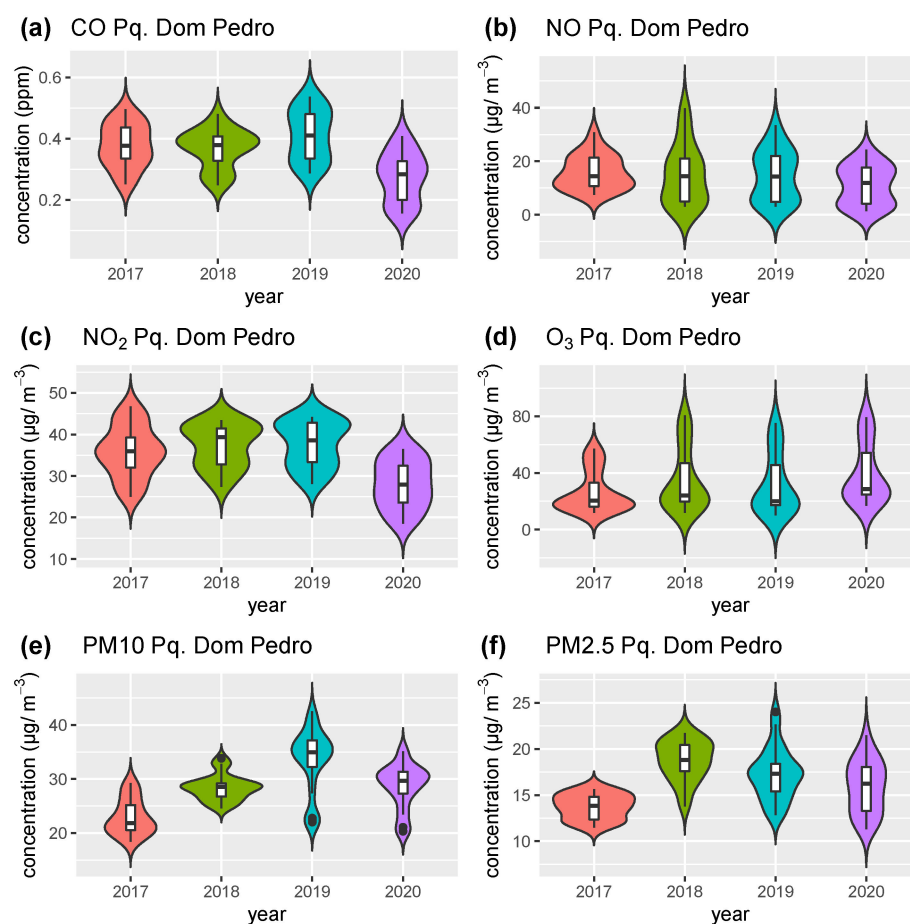 (a) CO Pq. Dom Pedro
concentration (ppm)
0.6
0.4
0.2
2017 2018 2019 2020
year
(b) NO Pq. Dom Pedro
concentration (µg/ m⁻³)
40
20
0
2017 2018 2019 2020
year
(c) NO₂ Pq. Dom Pedro
concentration (µg/ m⁻³)
50
40
30
20
10
2017 2018 2019 2020
year
(d) O₃ Pq. Dom Pedro
concentration (µg/ m⁻³)
80
40
0
2017 2018 2019 2020
year
(e) PM10 Pq. Dom Pedro
concentration (µg/ m⁻³)
40
30
20
2017 2018 2019 2020
year
(f) PM2.5 Pq. Dom Pedro
concentration (µg/ m⁻³)
25
20
15
10
2017 2018 2019 2020
year